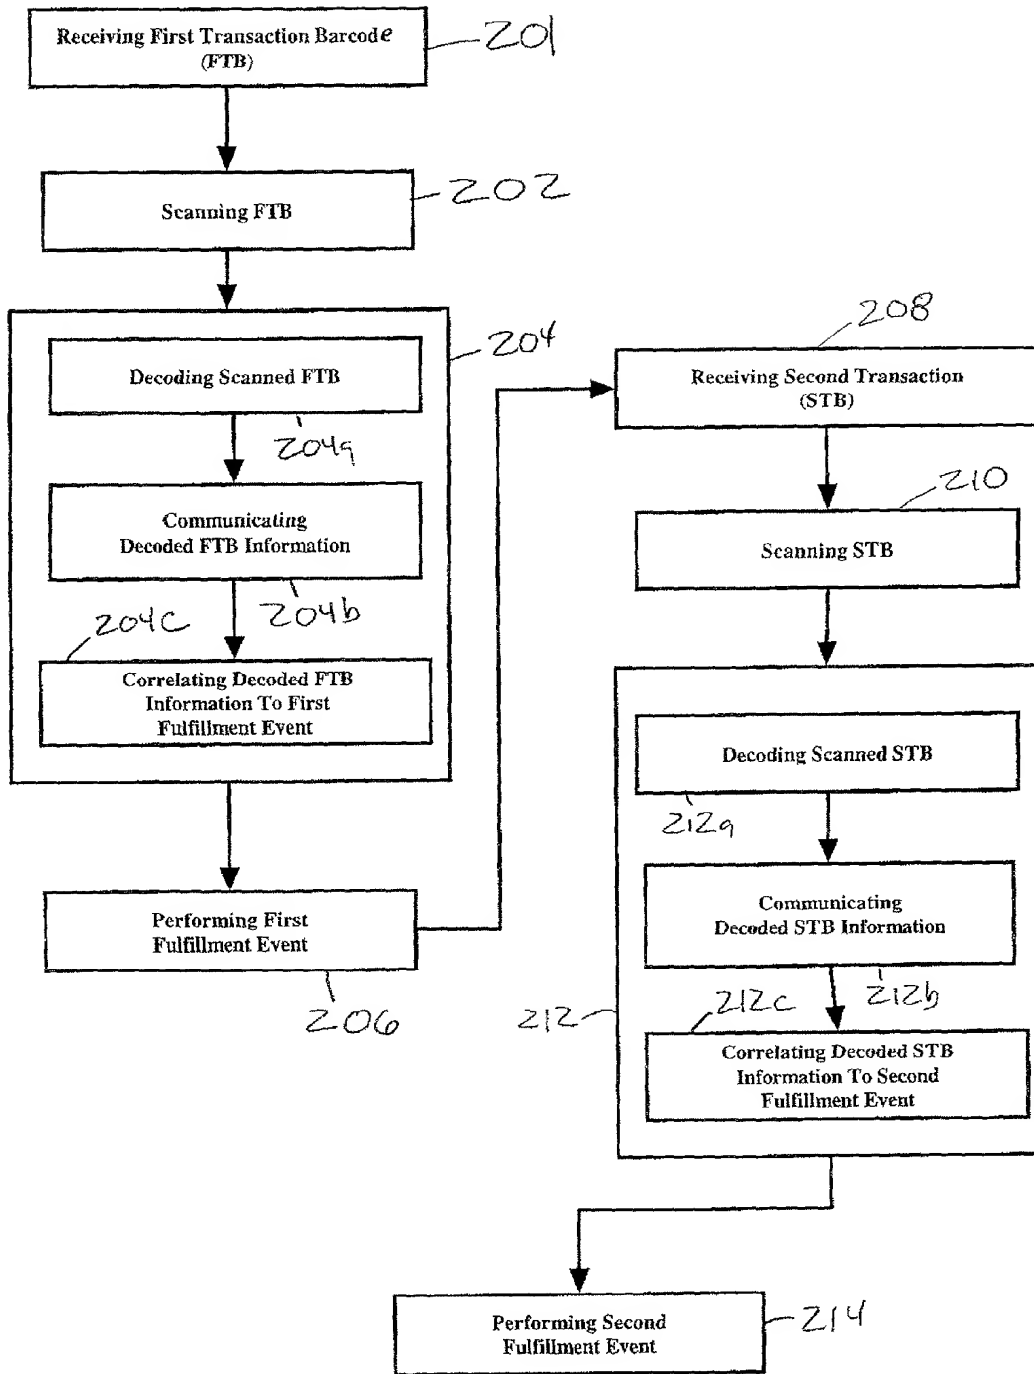 Receiving First Transaction Barcode
(FTB)
201
Scanning FTB
202
204
Decoding Scanned FTB
204a
Communicating
Decoded FTB Information
204b
204c
Correlating Decoded FTB
Information To First
Fulfillment Event
Performing First
Fulfillment Event
206
208
Receiving Second Transaction
(STB)
210
Scanning STB
212
Decoding Scanned STB
212a
Communicating
Decoded STB Information
212b
212c
Correlating Decoded STB
Information To Second
Fulfillment Event
Performing Second
Fulfillment Event
214